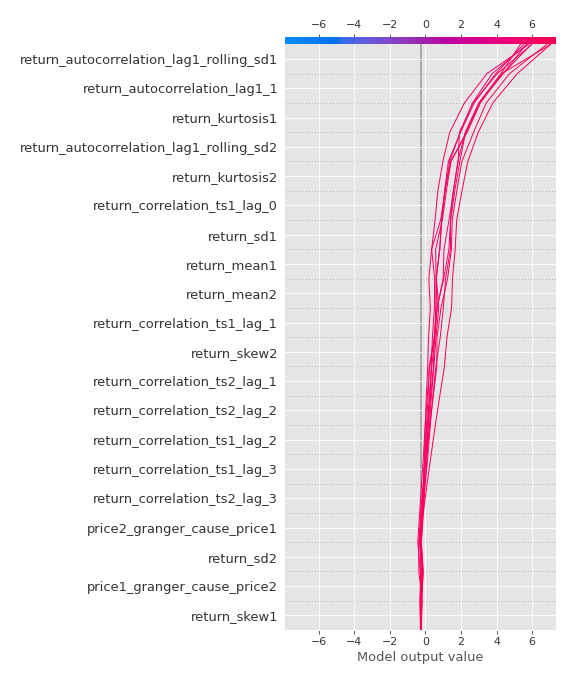 −6 −4 −2 0 2 4 6
return_autocorrelation_lag1_rolling_sd1
return_autocorrelation_lag1_1
return_kurtosis1
return_autocorrelation_lag1_rolling_sd2
return_kurtosis2
return_correlation_ts1_lag_0
return_sd1
return_mean1
return_mean2
return_correlation_ts1_lag_1
return_skew2
return_correlation_ts2_lag_1
return_correlation_ts2_lag_2
return_correlation_ts1_lag_2
return_correlation_ts1_lag_3
return_correlation_ts2_lag_3
price2_granger_cause_price1
return_sd2
price1_granger_cause_price2
return_skew1
−6 −4 −2 0 2 4 6
Model output value